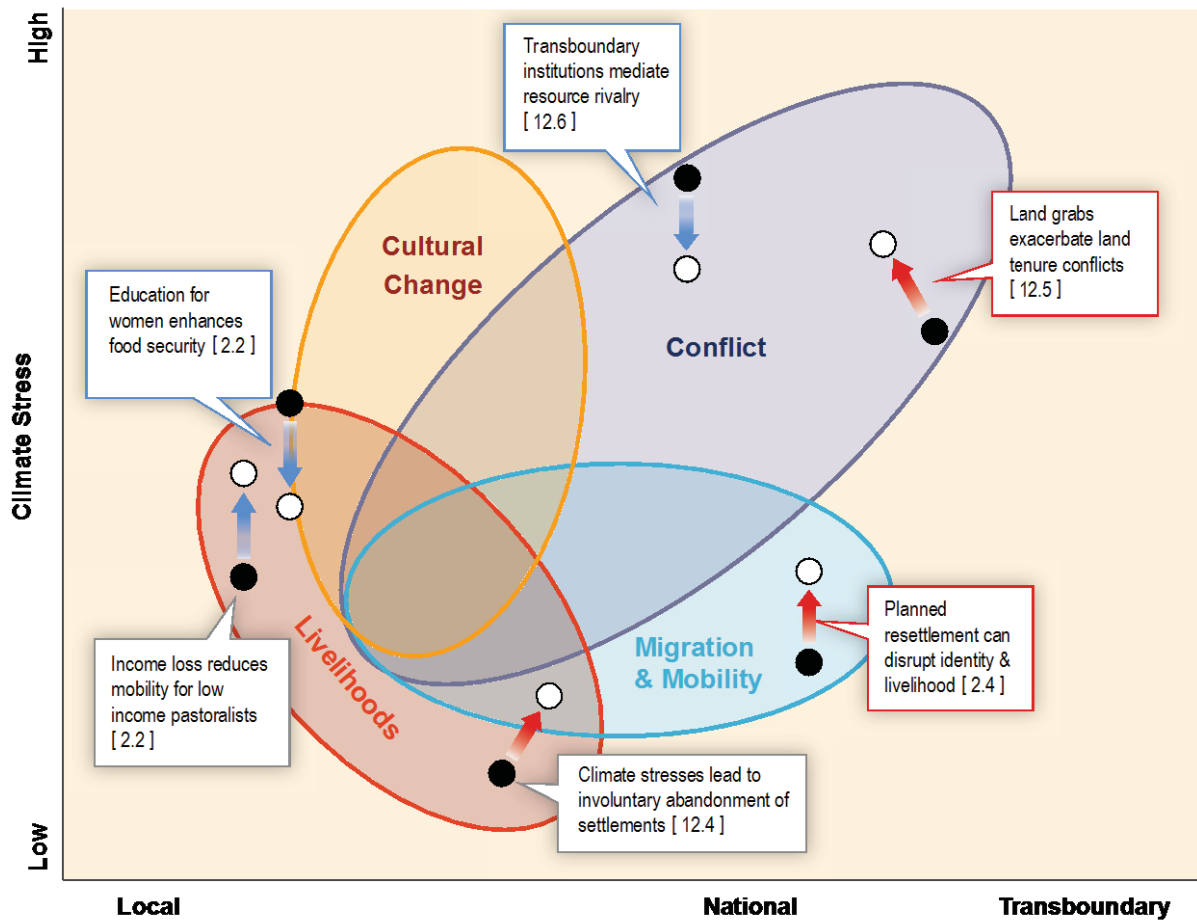 High
Climate Stress
Low
Transboundary
institutions mediate
resource rivalry
[ 12.6 ]
Land grabs
exacerbate land
tenure conflicts
[ 12.5 ]
Cultural
Change
Education for
women enhances
food security [ 2.2 ]
Conflict
Livelihoods
Migration
& Mobility
Planned
resettlement can
disrupt identity &
livelihood [ 2.4 ]
Income loss reduces
mobility for low
income pastoralists
[ 2.2 ]
Climate stresses lead to
involuntary abandonment of
settlements [ 12.4 ]
Local
National
Transboundary